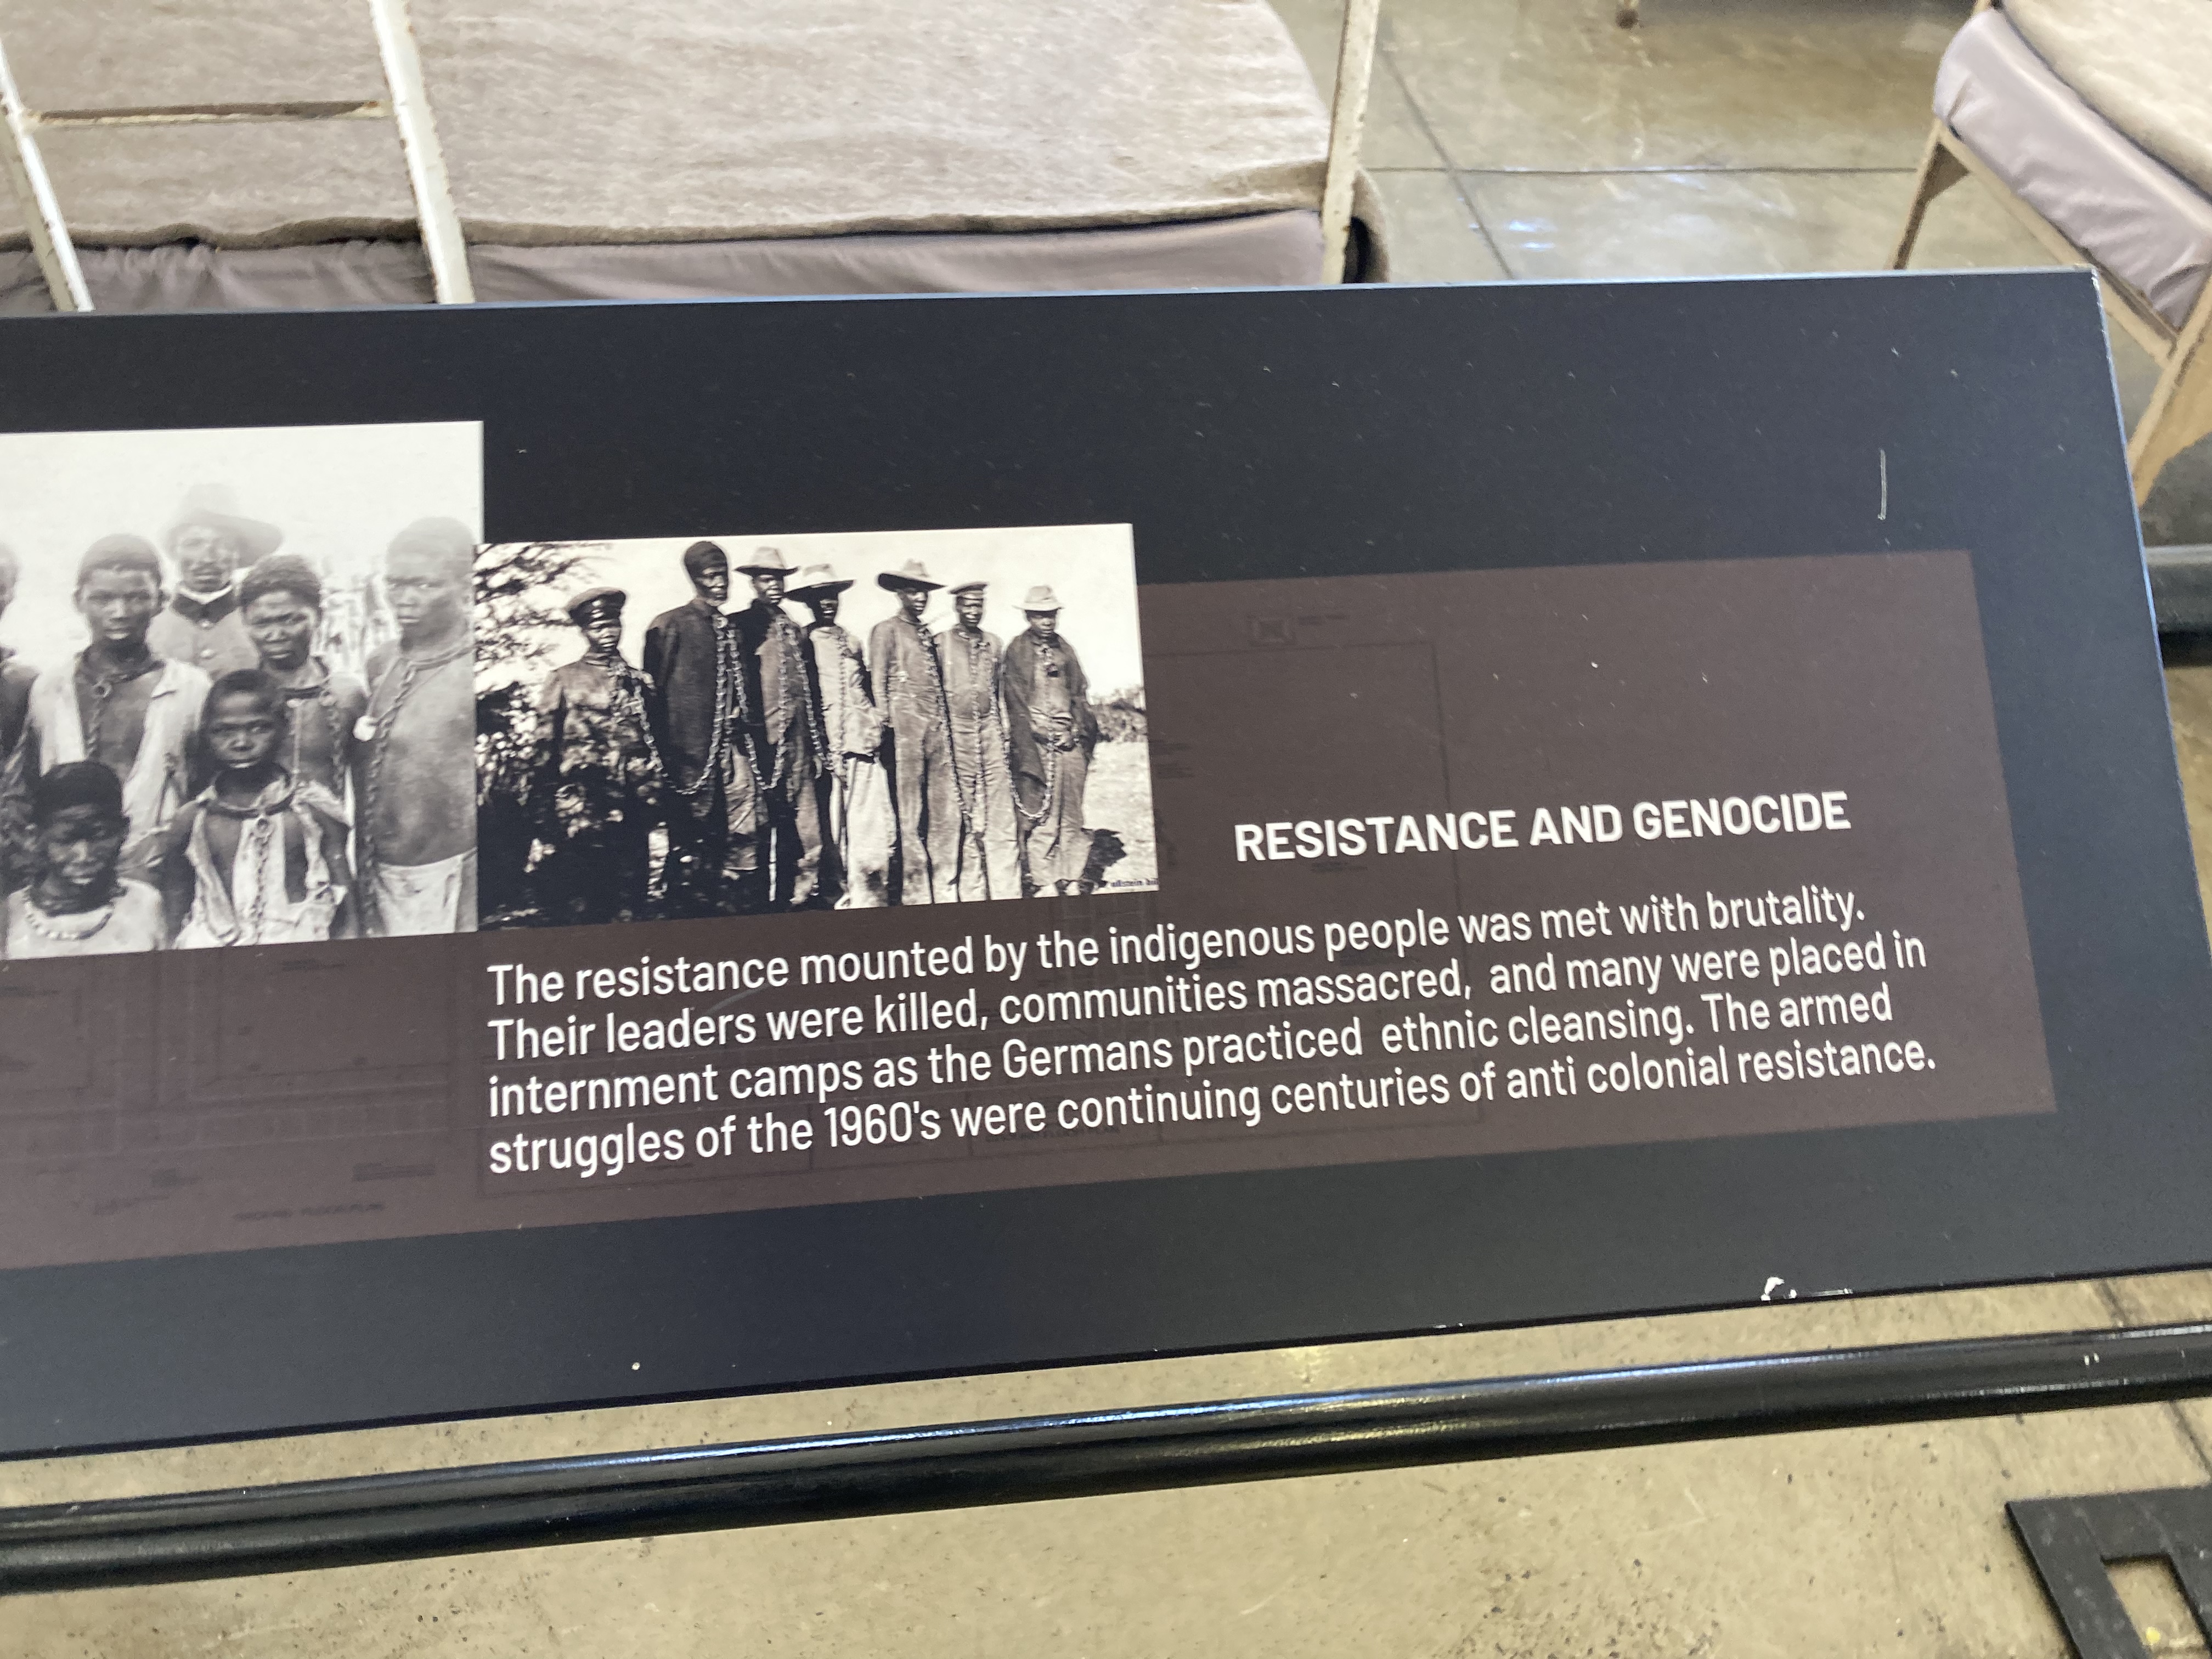 RESISTANCE AND GENOCIDE
The resistance mounted by the indigenous people was met with brutality.
Their leaders were killed, communities massacred, and many were placed in
internment camps as the Germans practiced ethnic cleansing. The armed
struggles of the 1960's were continuing centuries of anti colonial resistance.